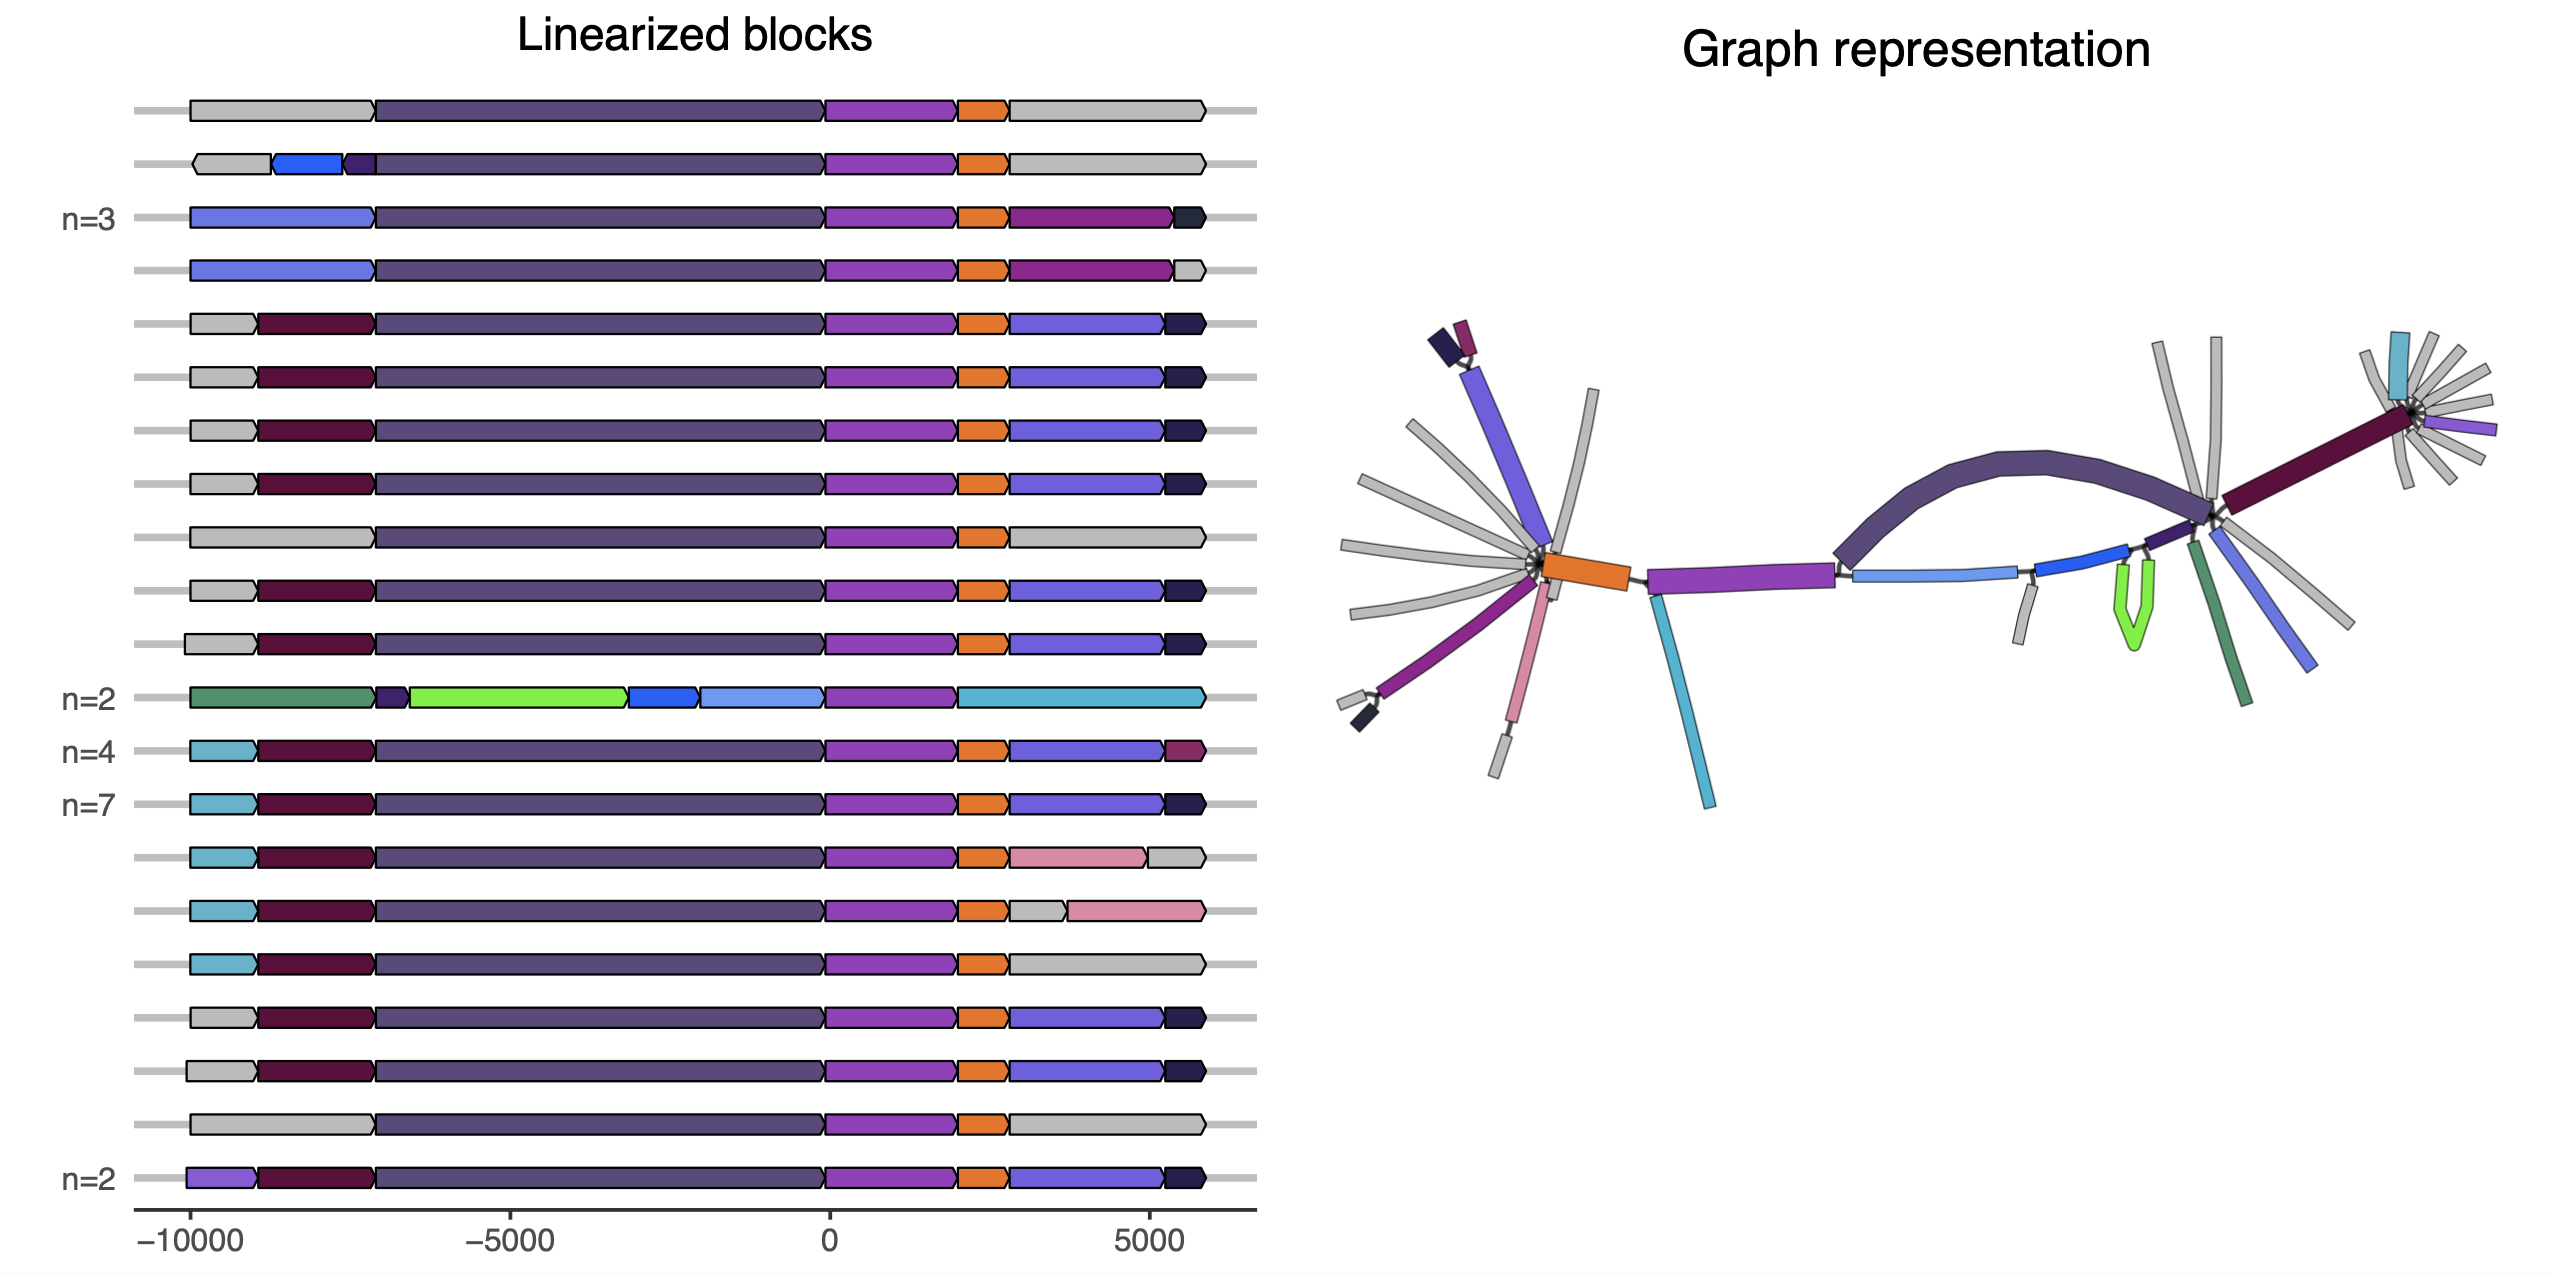 Linearized blocks
Graph representation
n=3
n=2
n=4
n=7
n=2
−10000 −5000 0 5000